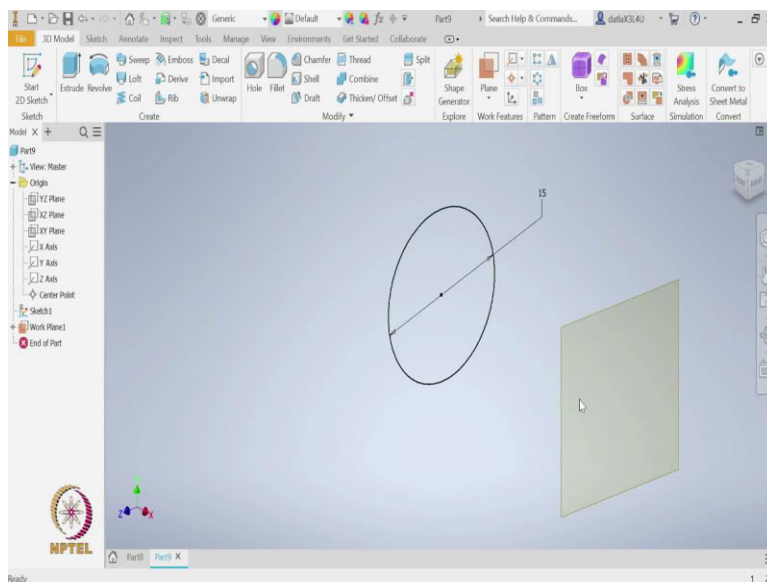 Generic Default Part9 Search Help & Commands... datlaX3L4U
File 3D Model Sketch Annotate Inspect Tools Manage View Environments Get Started Collaborate
Sweep Emboss Decal Chamfer Thread Split
Start 2D Sketch Extrude Revolve Loft Derive Import Hole Fillet Shell Combine Shape Generator Plane Box Stress Analysis Convert to Sheet Metal
Coil Rib Unwrap Draft Thicken/ Offset
Sketch Create Modify Explore Work Features Pattern Create Freeform Surface Simulation Convert
Model X +
Part9
View: Master
Origin
YZ Plane
XZ Plane
XY Plane
X Axis
Y Axis
Z Axis
Center Point
Sketch1
Work Plane1
End of Part
15
Z X
NPTEL
Part8 Part9 X
Ready 1